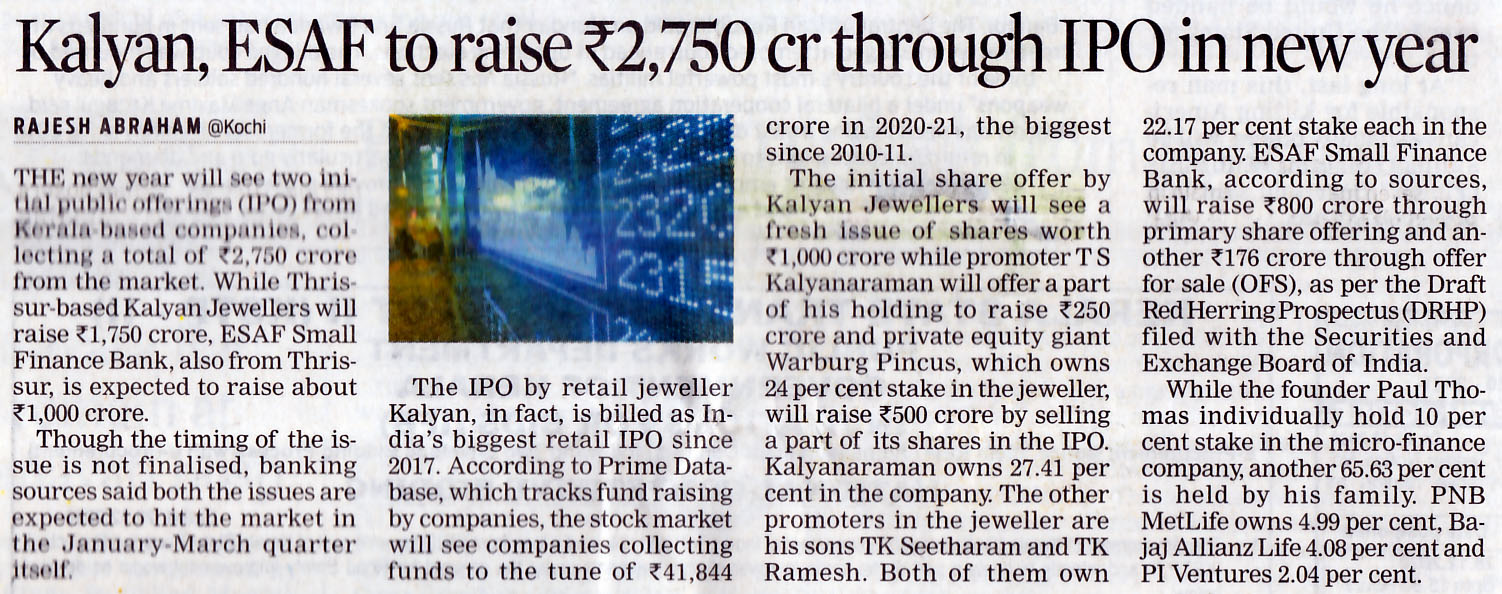 Kalyan, ESAF to raise ₹2,750 cr through IPO in new year
RAJESH ABRAHAM @Kochi
THE new year will see two ini-
tial public offerings (IPO) from
Kerala-based companies, col-
lecting a total of ₹2,750 crore
from the market. While Thris-
sur-based Kalyan Jewellers will
raise ₹1,750 crore, ESAF Small
Finance Bank, also from Thris-
sur, is expected to raise about
₹1,000 crore.
Though the timing of the is-
sue is not finalised, banking
sources said both the issues are
expected to hit the market in
the January-March quarter
itself.
The IPO by retail jeweller
Kalyan, in fact, is billed as In-
dia's biggest retail IPO since
2017. According to Prime Data-
base, which tracks fund raising
by companies, the stock market
will see companies collecting
funds to the tune of ₹41,844
crore in 2020-21, the biggest
since 2010-11.
The initial share offer by
Kalyan Jewellers will see a
fresh issue of shares worth
₹1,000 crore while promoter T S
Kalyanaraman will offer a part
of his holding to raise ₹250
crore and private equity giant
Warburg Pincus, which owns
24 per cent stake in the jeweller,
will raise ₹500 crore by selling
a part of its shares in the IPO.
Kalyanaraman owns 27.41 per
cent in the company. The other
promoters in the jeweller are
his sons TK Seetharam and TK
Ramesh. Both of them own
22.17 per cent stake each in the
company. ESAF Small Finance
Bank, according to sources,
will raise ₹800 crore through
primary share offering and an-
other ₹176 crore through offer
for sale (OFS), as per the Draft
Red Herring Prospectus (DRHP)
filed with the Securities and
Exchange Board of India.
While the founder Paul Tho-
mas individually hold 10 per
cent stake in the micro-finance
company, another 65.63 per cent
is held by his family. PNB
MetLife owns 4.99 per cent, Ba-
jaj Allianz Life 4.08 per cent and
PI Ventures 2.04 per cent.